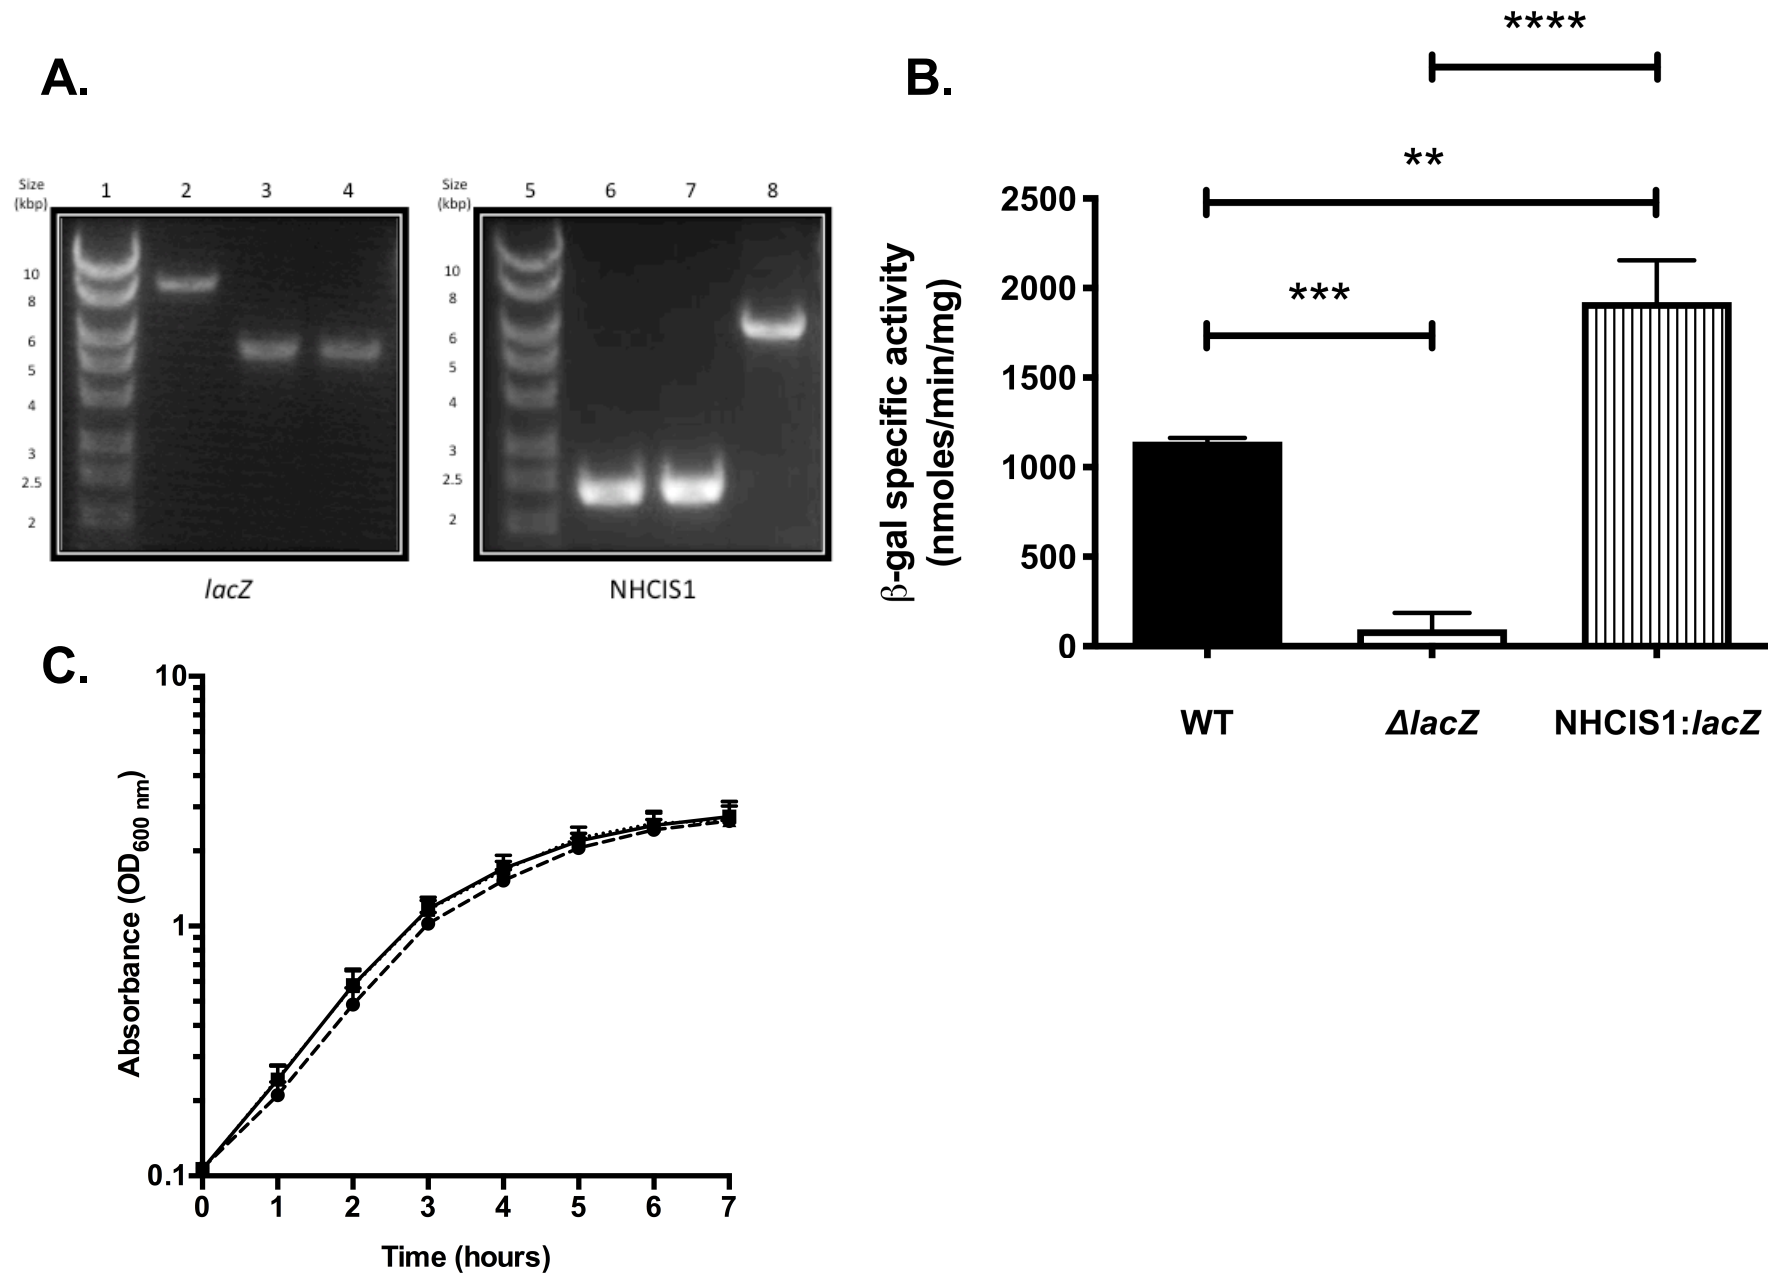 A.
Size
(kbp)
1 2 3 4
10
8
6
5
4
3
2.5
2
lacZ
Size
(kbp)
5 6 7 8
10
8
6
5
4
3
2.5
2
NHCIS1
B.
****
**
***
β-gal specific activity
(nmoles/min/mg)
2500
2000
1500
1000
500
0
WT ΔlacZ NHCIS1:lacZ
C.
Absorbance (OD600 nm)
10
1
0.1
0 1 2 3 4 5 6 7
Time (hours)